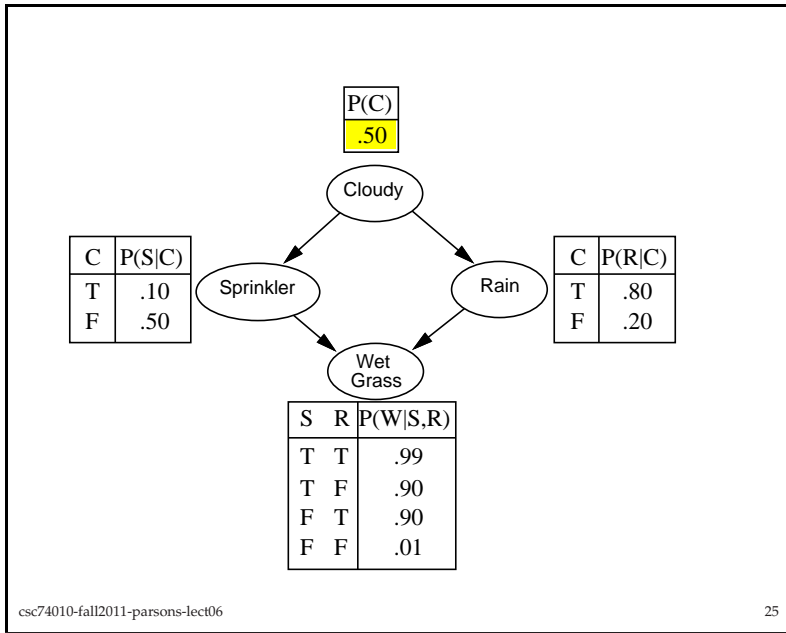 P(C)
.50
Cloudy
C P(S|C)
T .10
F .50
Sprinkler
Rain
C P(R|C)
T .80
F .20
Wet
Grass
S R P(W|S,R)
T T .99
T F .90
F T .90
F F .01
csc74010-fall2011-parsons-lect06 25